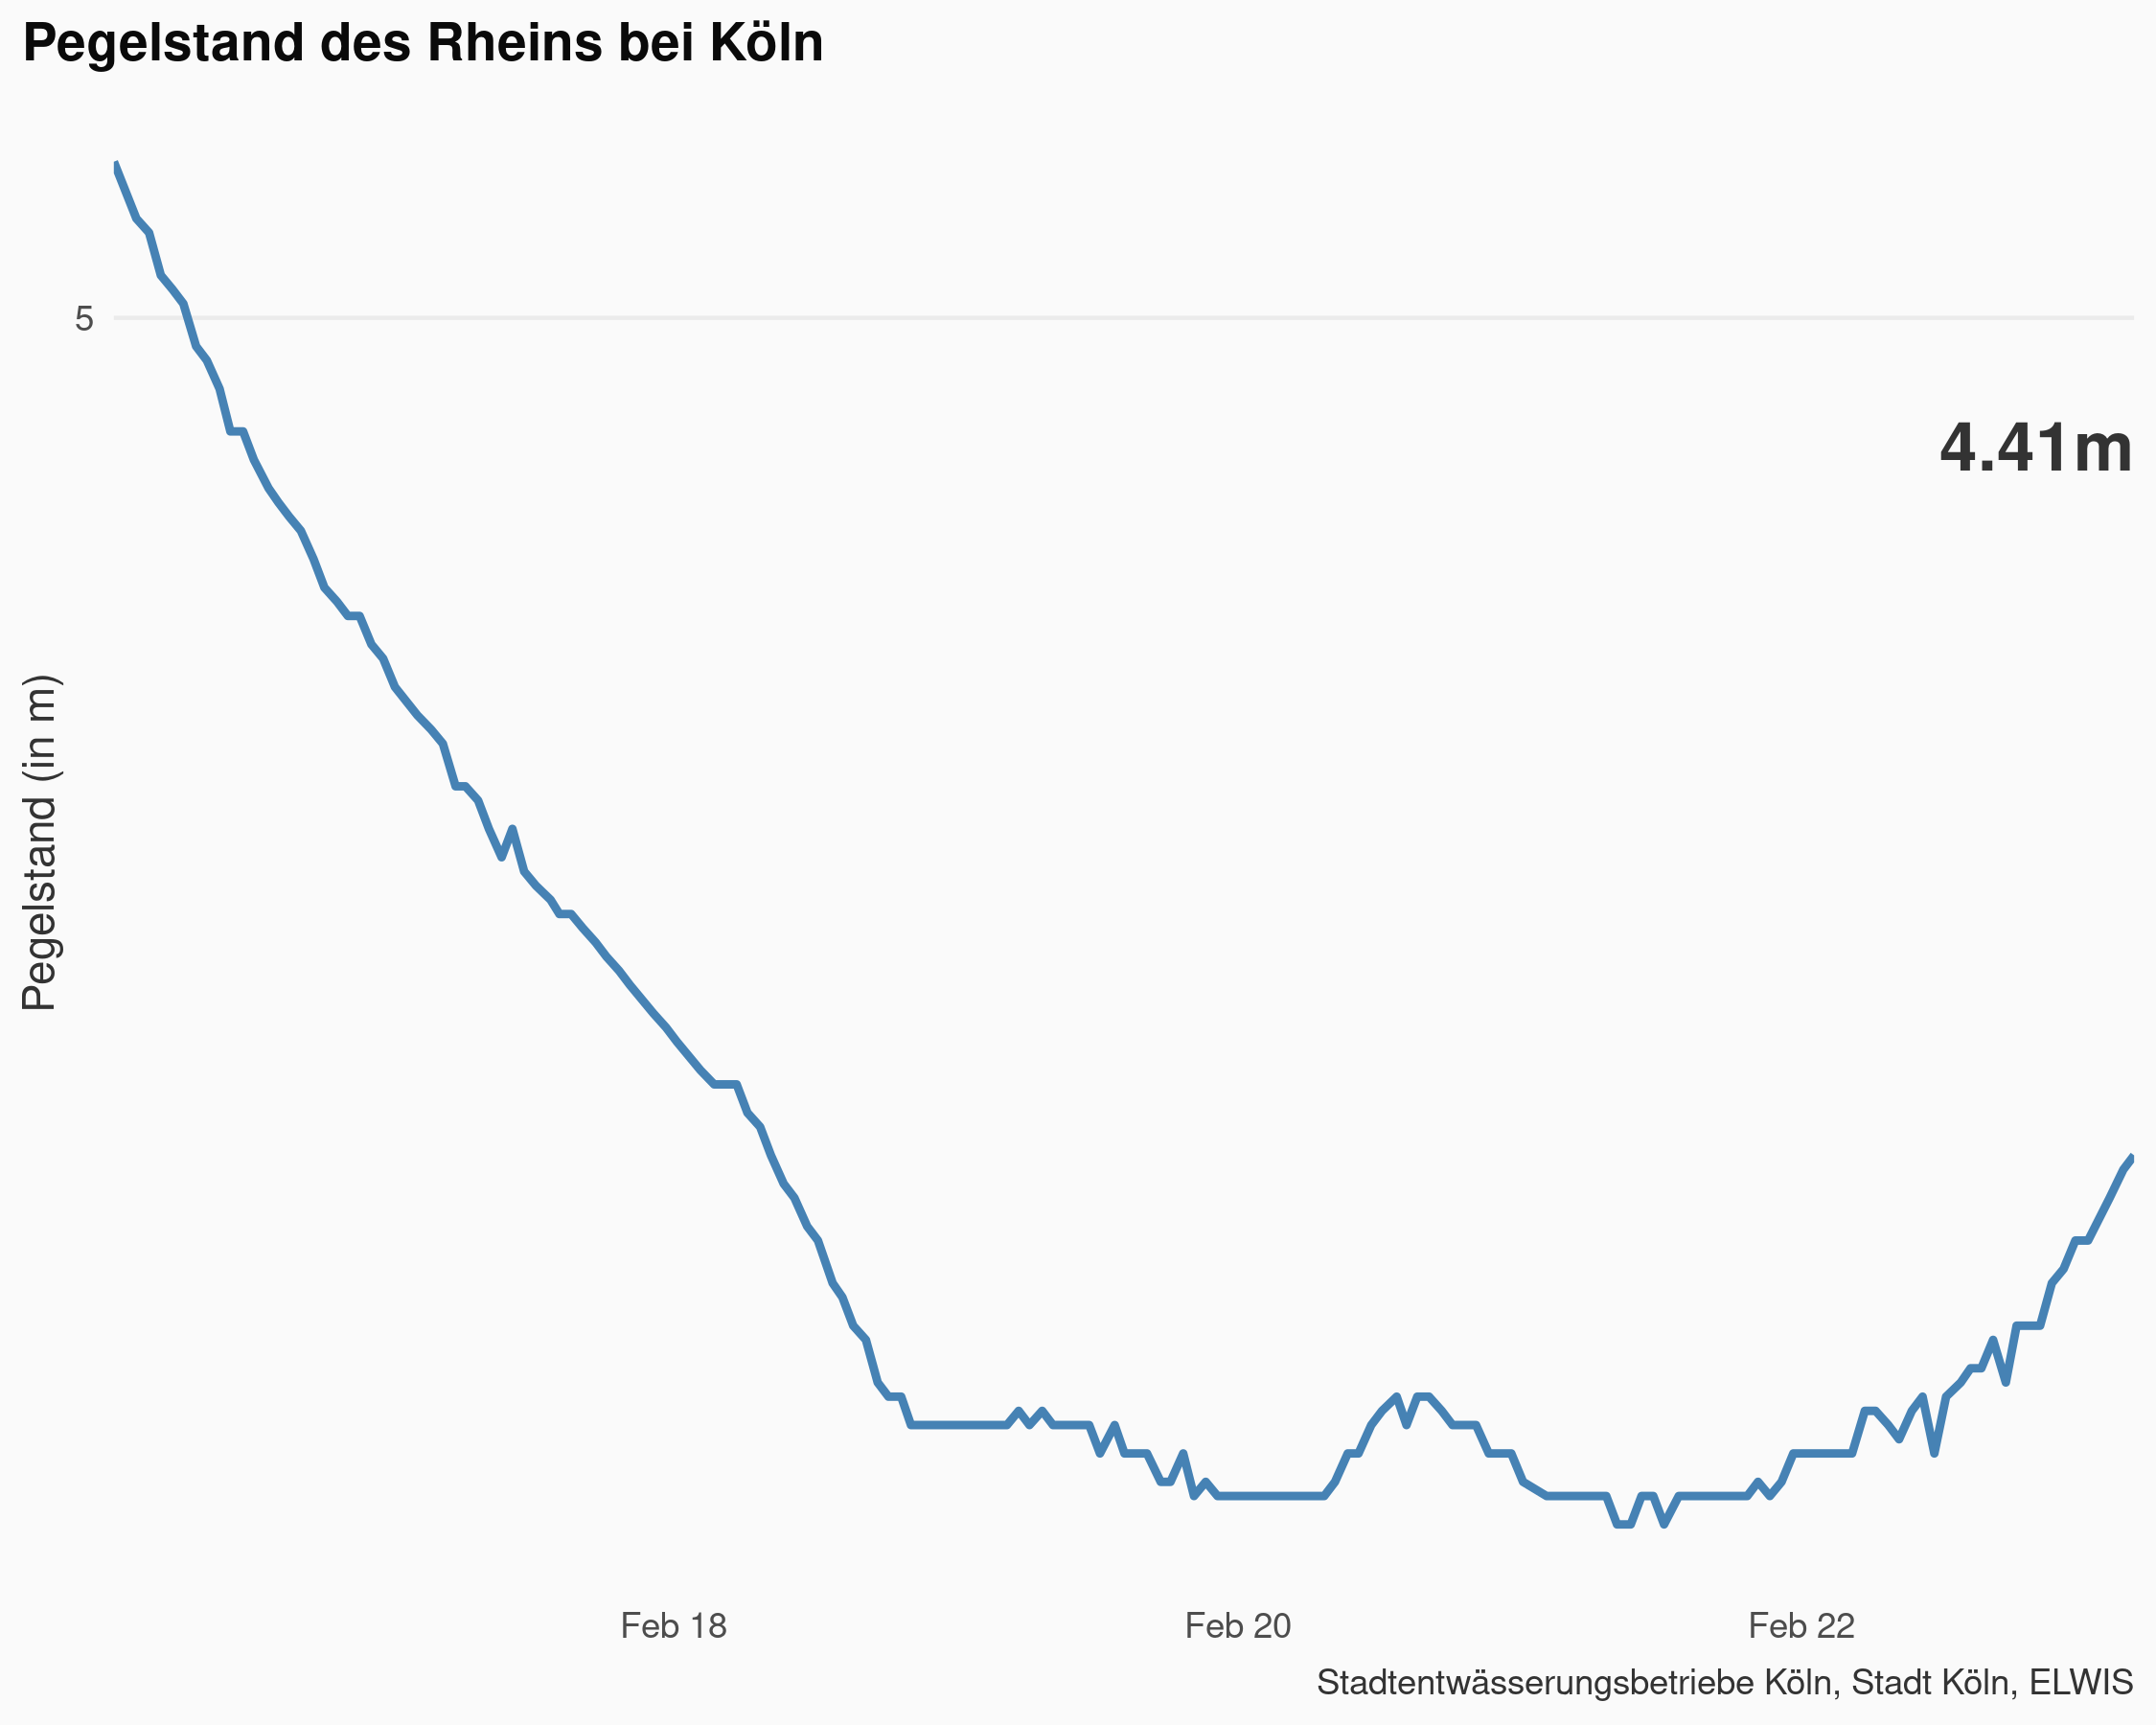 Pegelstand des Rheins bei Köln
5
4.41m
Pegelstand (in m)
Feb 18 Feb 20 Feb 22
Stadtentwässerungsbetriebe Köln, Stadt Köln, ELWIS